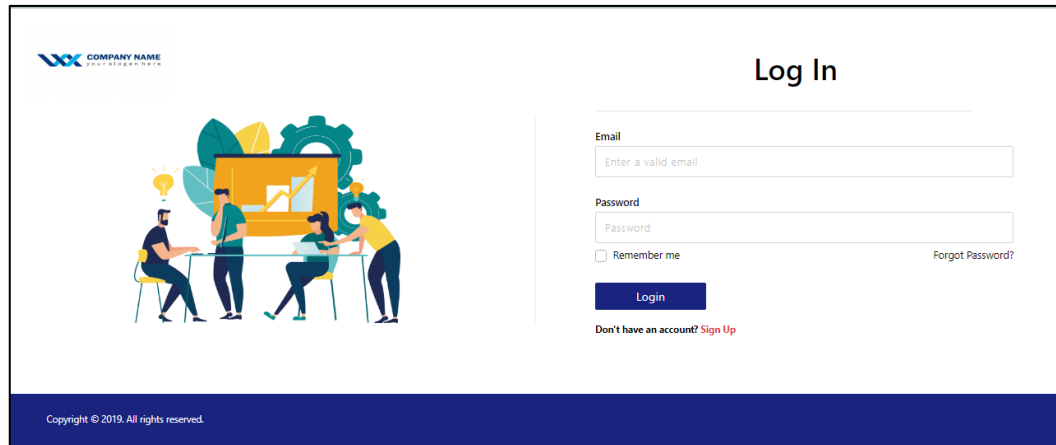 COMPANY NAME
your slogan here
Log In
Email
Enter a valid email
Password
Password
Remember me
Forgot Password?
Login
Don't have an account? Sign Up
Copyright © 2019. All rights reserved.